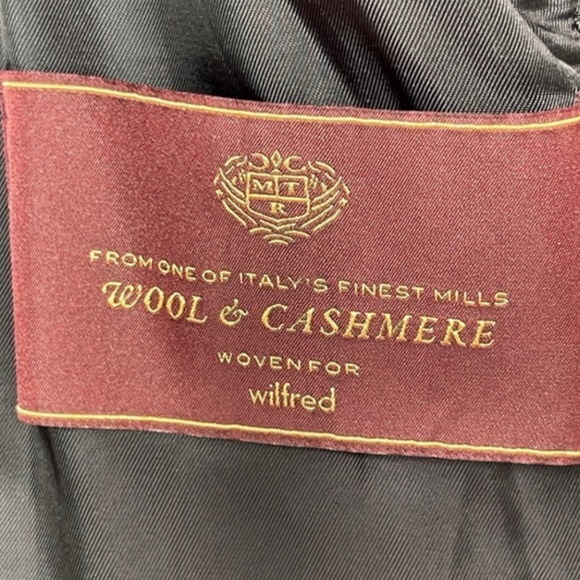 M T
R
FROM ONE OF ITALY'S FINEST MILLS
WOOL & CASHMERE
WOVEN FOR
wilfred